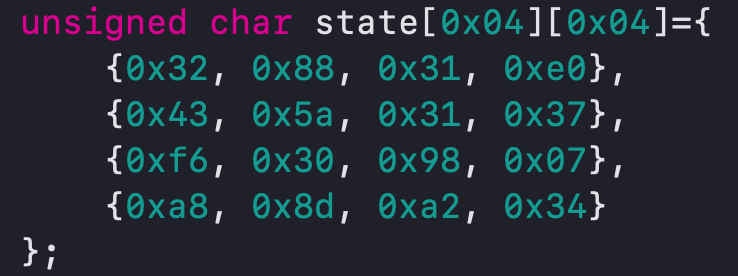 unsigned char state[0x04][0x04]={
    {0x32, 0x88, 0x31, 0xe0},
    {0x43, 0x5a, 0x31, 0x37},
    {0xf6, 0x30, 0x98, 0x07},
    {0xa8, 0x8d, 0xa2, 0x34}
};